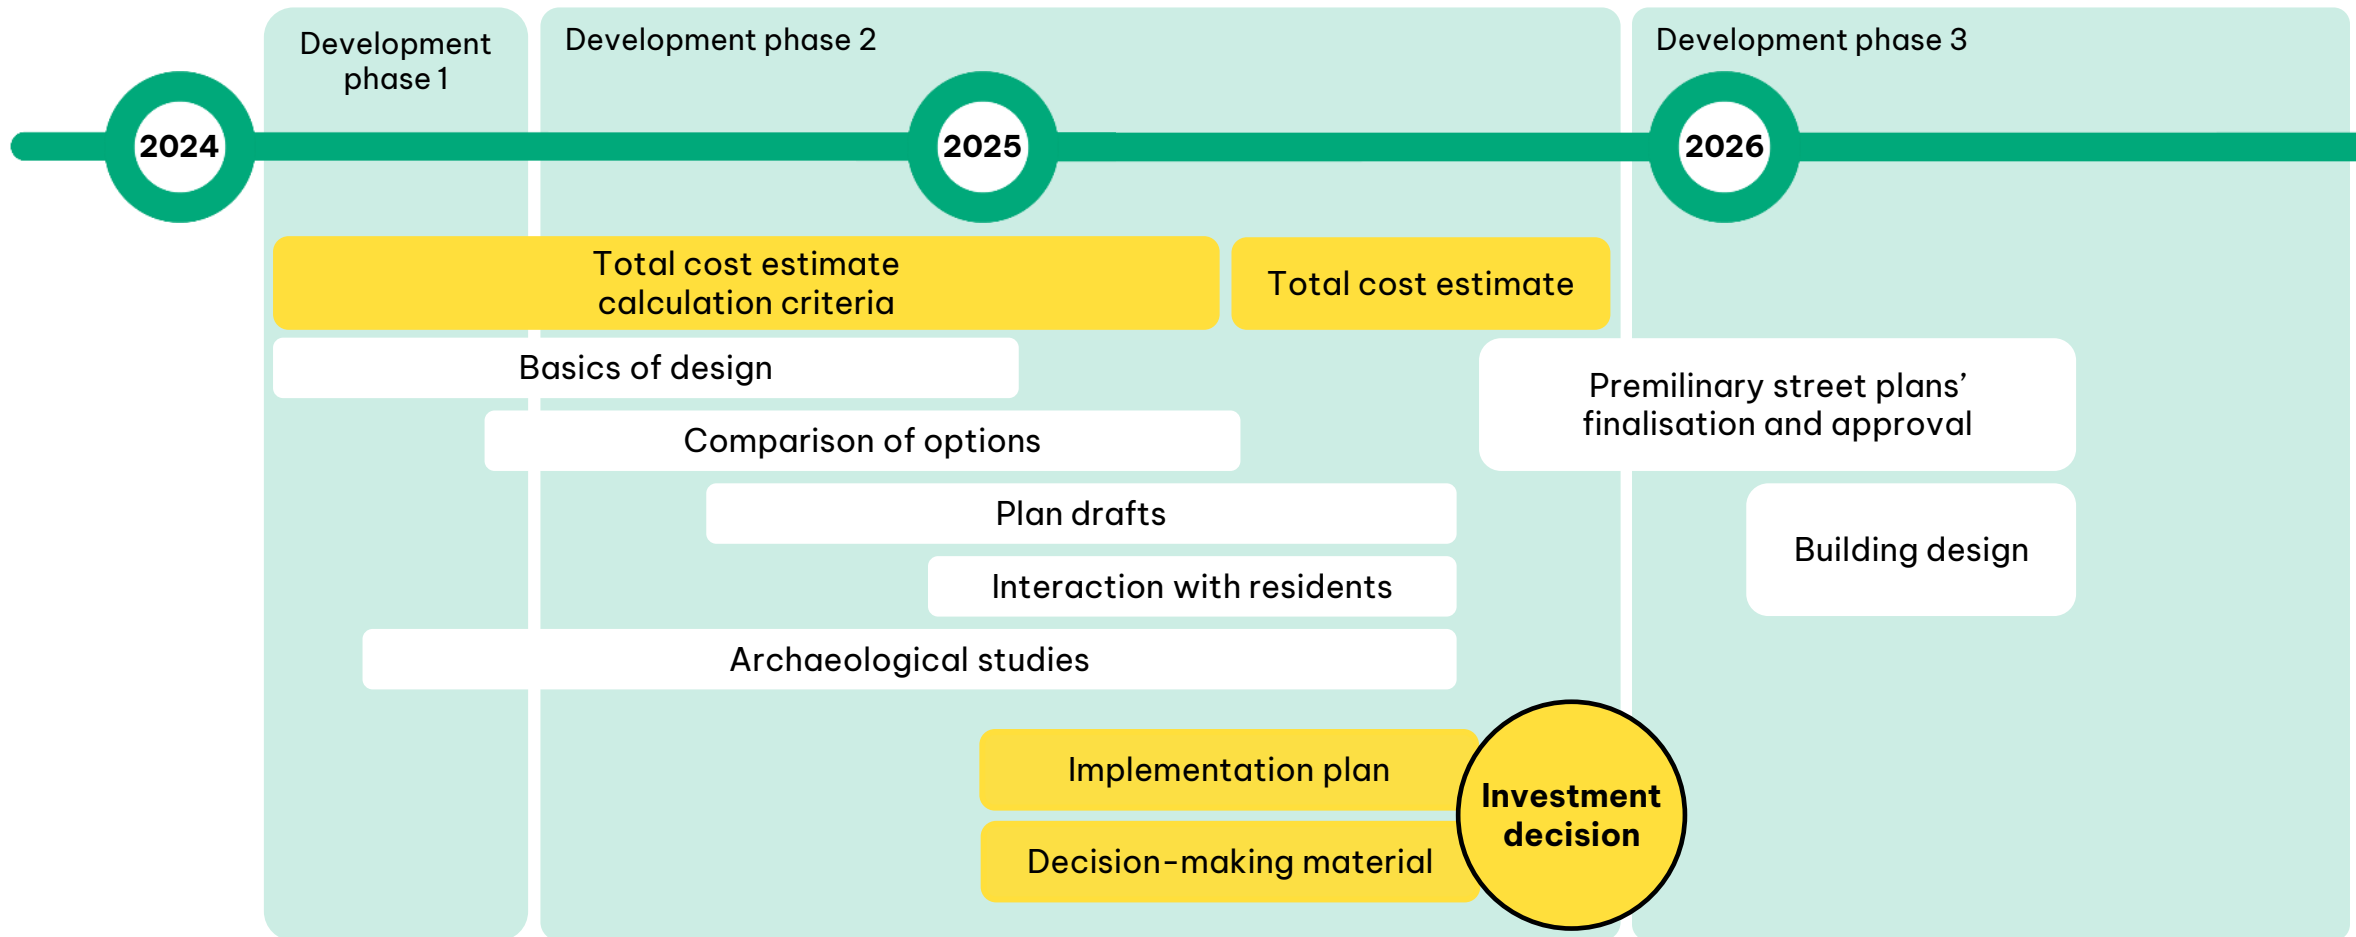 Development
phase 1
Development phase 2
Development phase 3
2024
2025
2026
Total cost estimate
calculation criteria
Total cost estimate
Basics of design
Premilinary street plans’
finalisation and approval
Comparison of options
Plan drafts
Building design
Interaction with residents
Archaeological studies
Implementation plan
Investment
decision
Decision-making material